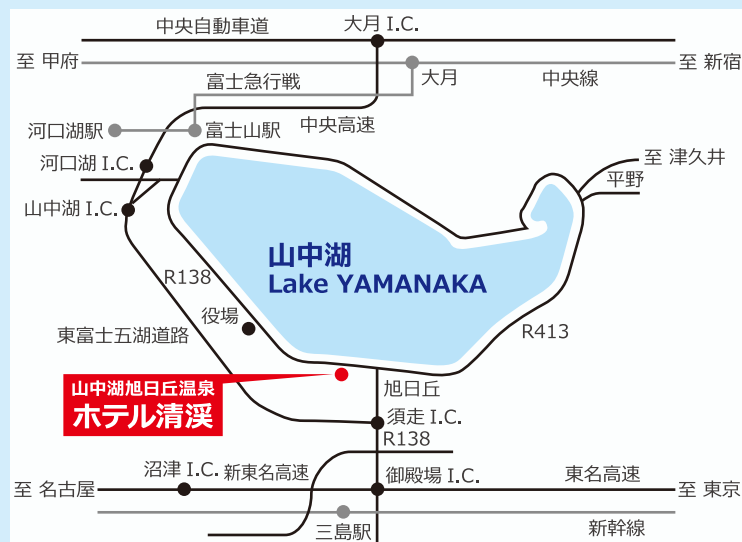 中央自動車道
大月 I.C.
至 甲府
至 新宿
大月
中央線
富士急行戦
河口湖駅
富士山駅
中央高速
河口湖 I.C.
至 津久井
平野
山中湖 I.C.
山中湖
Lake YAMANAKA
R138
役場
東富士五湖道路
R413
山中湖旭日丘温泉
ホテル清渓
旭日丘
須走 I.C.
R138
沼津 I.C.
新東名高速
御殿場 I.C.
東名高速
至 名古屋
至 東京
三島駅
新幹線